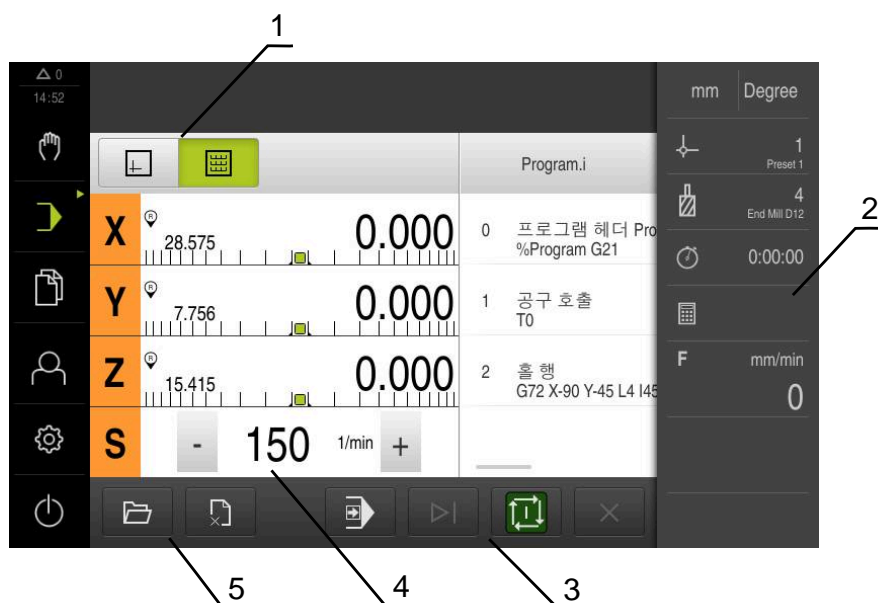 1
0
14:52
mm Degree
1
Preset 1
Program.i
4
End Mill D12
2
X R 28.575 0.000
0 프로그램 헤더 Pro
%Program G21
0:00:00
Y R 7.756 0.000
1 공구 호출
T0
Z R 15.415 0.000
2 홀 행
G72 X-90 Y-45 L4 I45
F mm/min
0
S - 150 1/min +
5 4 3